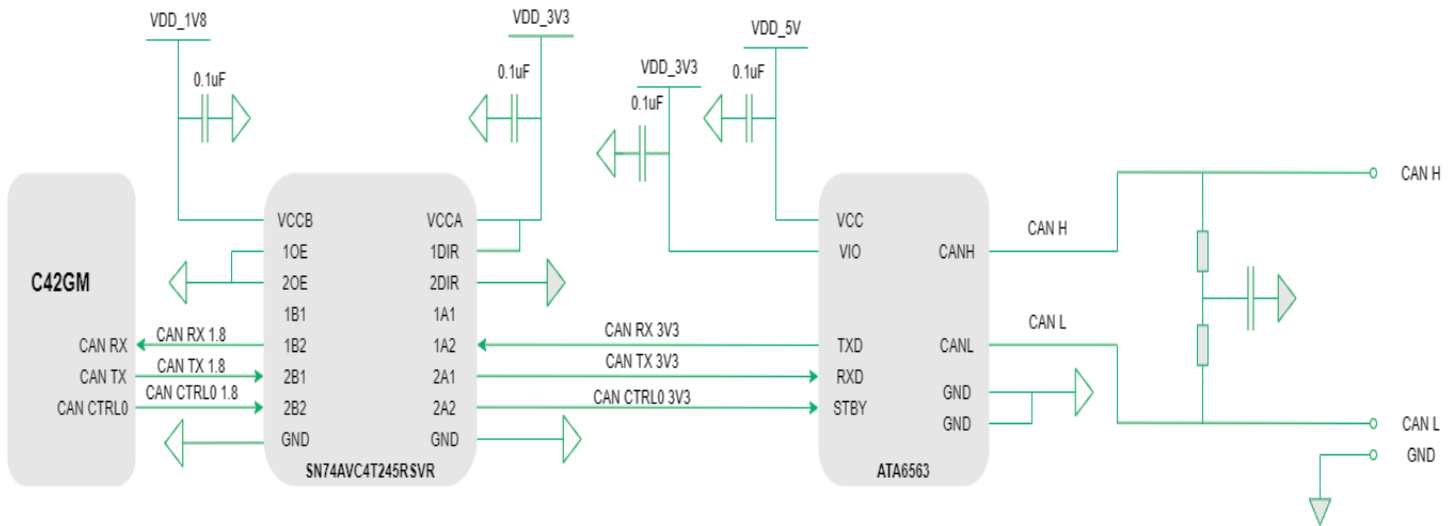 VDD_1V8
VDD_3V3
VDD_5V
VDD_3V3
0.1uF
0.1uF
0.1uF
0.1uF
C42GM
CAN RX
CAN TX
CAN CTRL0
CAN RX 1.8
CAN TX 1.8
CAN CTRL0 1.8
VCCB
1OE
2OE
1B1
1B2
2B1
2B2
GND
VCCA
1DIR
2DIR
1A1
1A2
2A1
2A2
GND
SN74AVC4T245RSVR
CAN RX 3V3
CAN TX 3V3
CAN CTRL0 3V3
VCC
VIO
TXD
RXD
STBY
CANH
CANL
GND
GND
ATA6563
CAN H
CAN L
CAN H
CAN L
GND